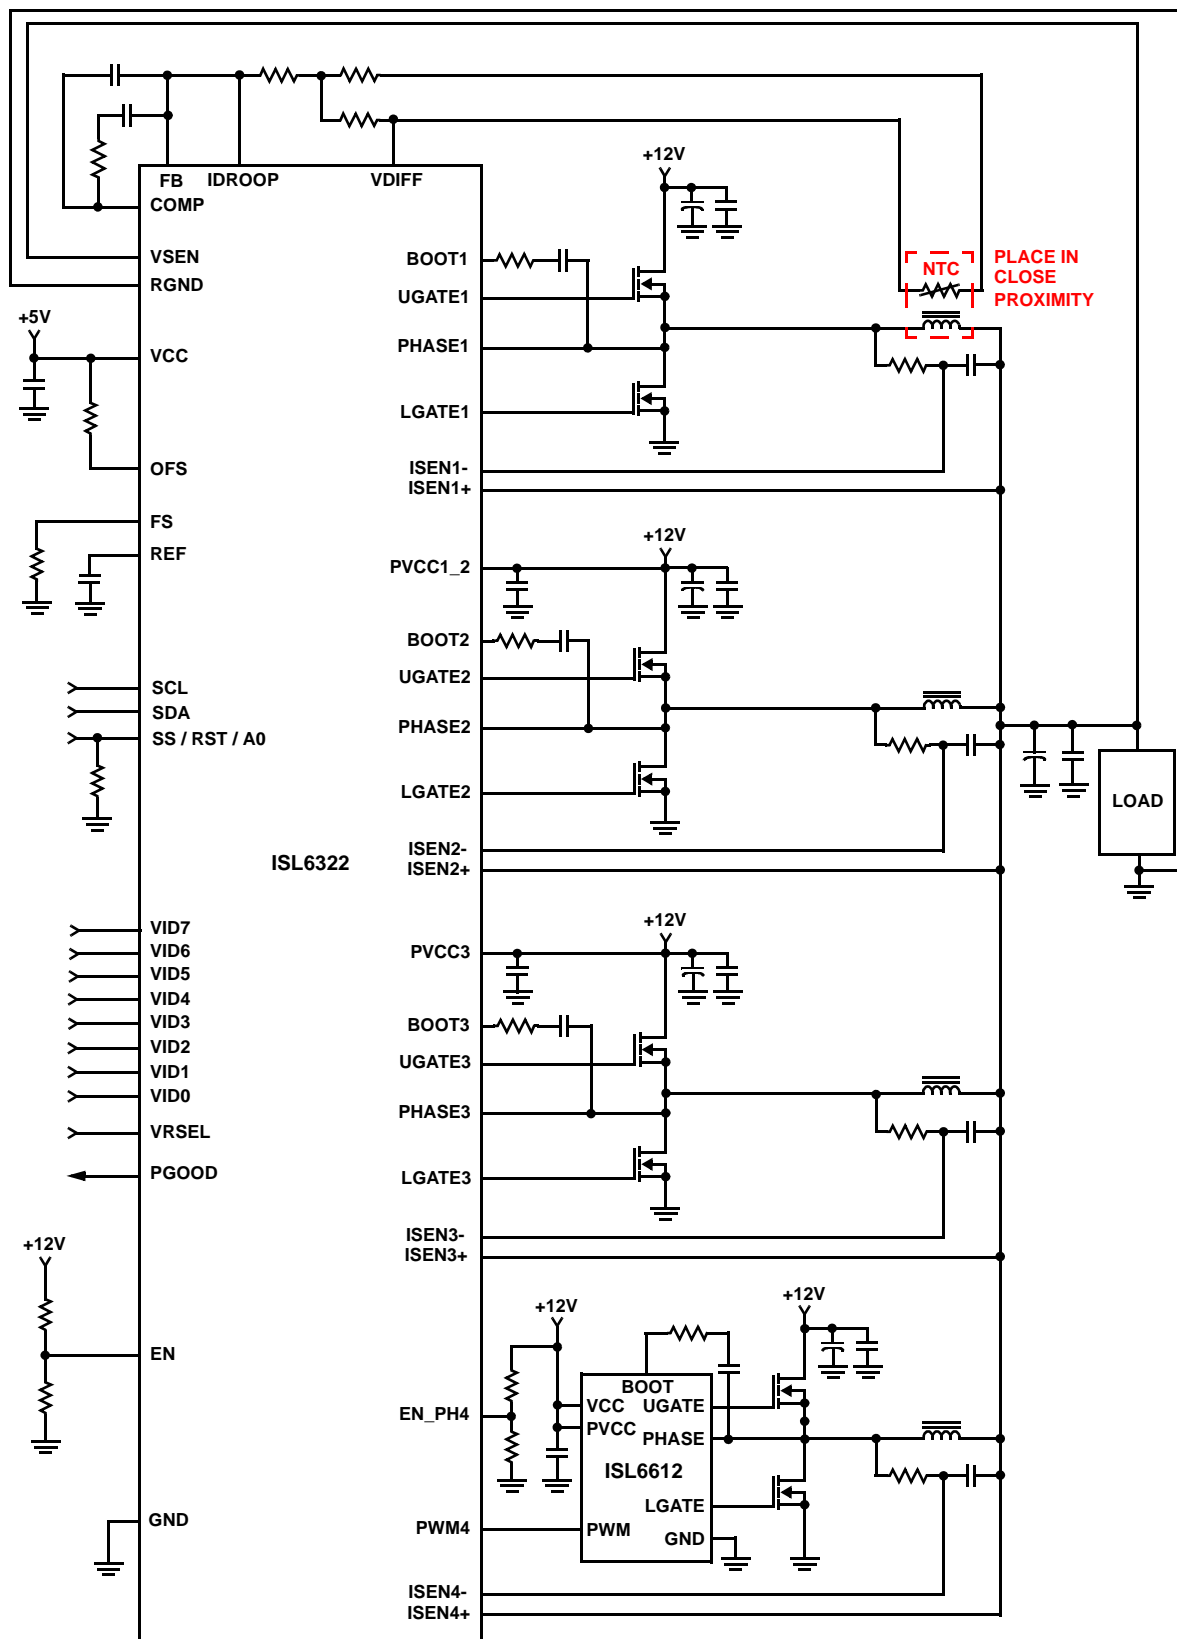 +12V
FB
IDROOP
VDIFF
COMP
VSEN
RGND
BOOT1
UGATE1
NTC
PLACE IN
CLOSE
PROXIMITY
+5V
VCC
PHASE1
LGATE1
OFS
ISEN1-
ISEN1+
FS
REF
+12V
PVCC1_2
BOOT2
UGATE2
SCL
SDA
SS / RST / A0
PHASE2
LGATE2
LOAD
ISL6322
ISEN2-
ISEN2+
VID7
VID6
VID5
VID4
VID3
VID2
VID1
VID0
VRSEL
PGOOD
+12V
PVCC3
BOOT3
UGATE3
PHASE3
LGATE3
ISEN3-
ISEN3+
+12V
EN
GND
+12V
+12V
EN_PH4
BOOT
VCC
UGATE
PVCC
PHASE
ISL6612
LGATE
PWM4
PWM
GND
ISEN4-
ISEN4+